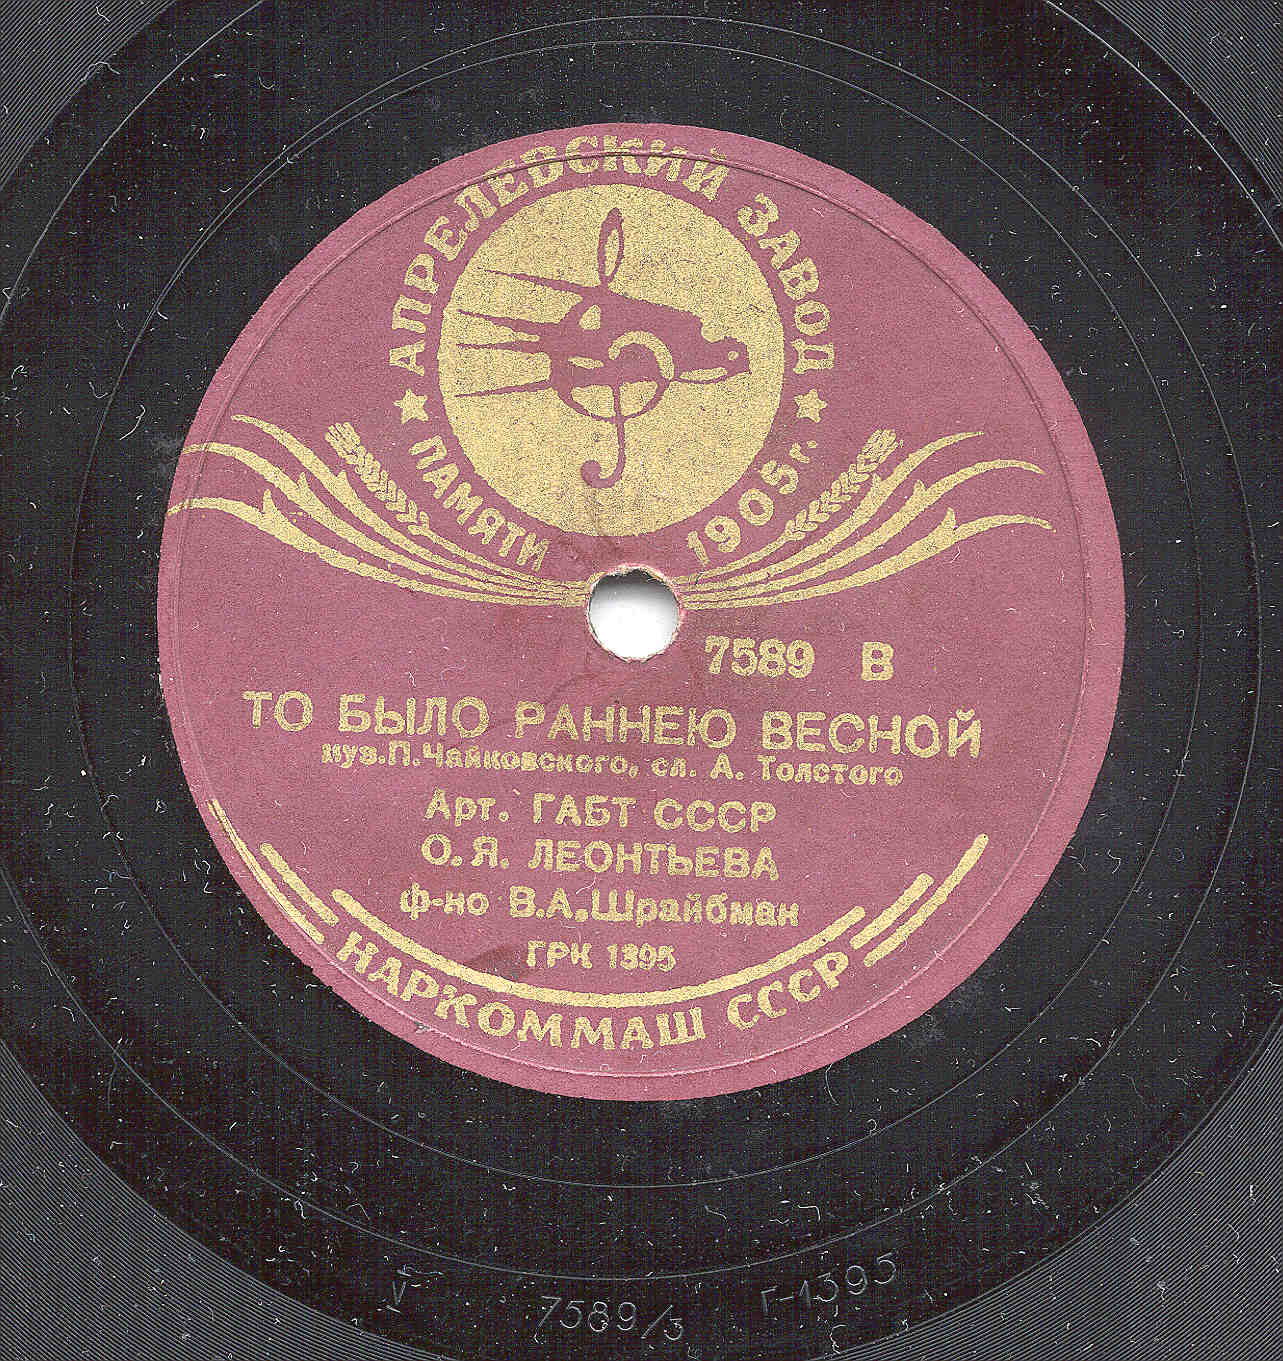 АПРЕЛЕВСКИЙ ЗАВОД
ПАМЯТИ 1905 г.
7589 В
ТО БЫЛО РАННЕЮ ВЕСНОЙ
муз. П. Чайковского, сл. А. Толстого
Арт. ГАБТ СССР
О. Я. ЛЕОНТЬЕВА
ф-но В. А. Шрайбман
ГРК 1395
НАРКОММАШ СССР
V 7589/3 Г-1395